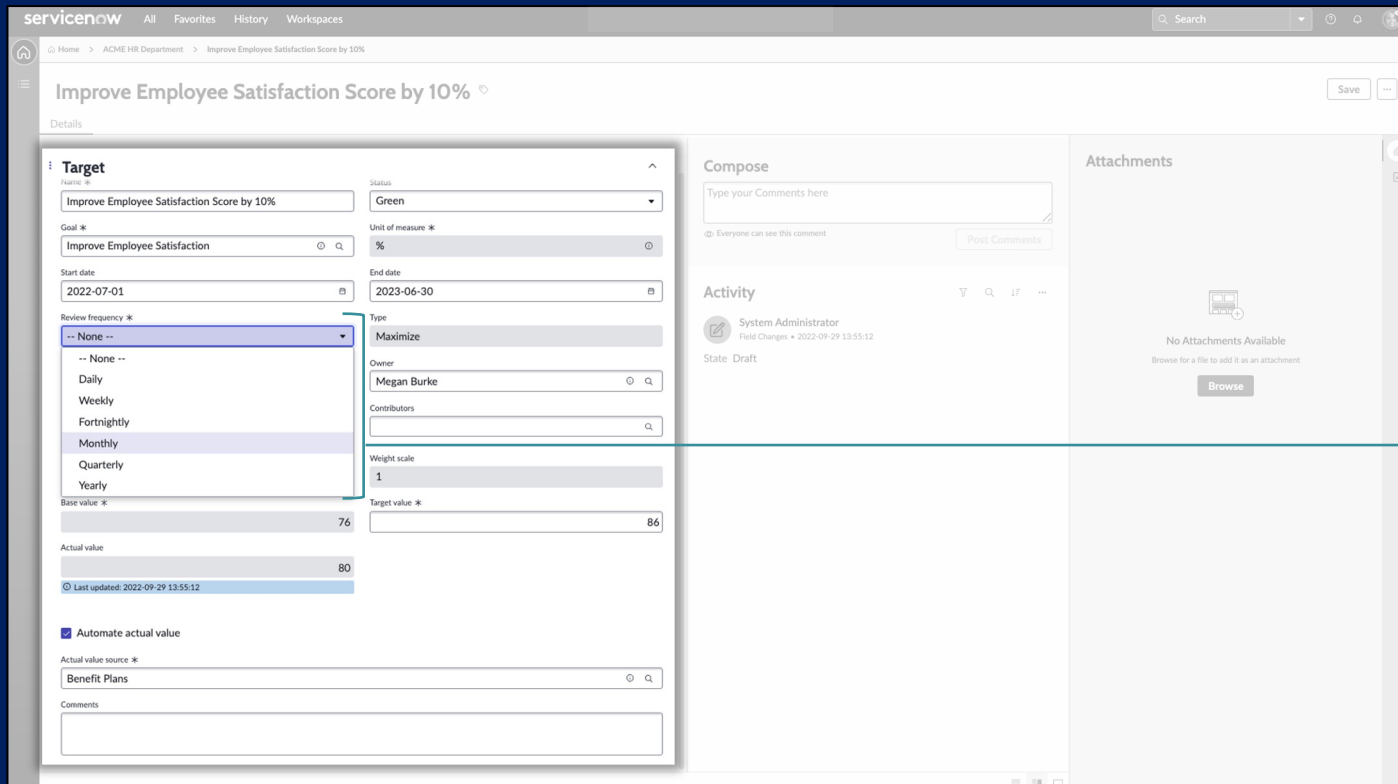 servicenow All Favorites History Workspaces Search
Home > ACME HR Department > Improve Employee Satisfaction Score by 10%
Improve Employee Satisfaction Score by 10%
Save
Details
Target
Name *
Improve Employee Satisfaction Score by 10%
Status
Green
Goal *
Improve Employee Satisfaction
Unit of measure *
%
Start date
2022-07-01
End date
2023-06-30
Review frequency *
-- None --
-- None --
Daily
Weekly
Fortnightly
Monthly
Quarterly
Yearly
Type
Maximize
Owner
Megan Burke
Contributors
Weight scale
1
Base value *
76
Target value *
86
Actual value
80
Last updated: 2022-09-29 13:55:12
Automate actual value
Actual value source *
Benefit Plans
Comments
Compose
Type your Comments here
Everyone can see this comment
Post Comments
Activity
System Administrator
Field Changes • 2022-09-29 13:55:12
State Draft
Attachments
No Attachments Available
Browse for a file to add it as an attachment
Browse